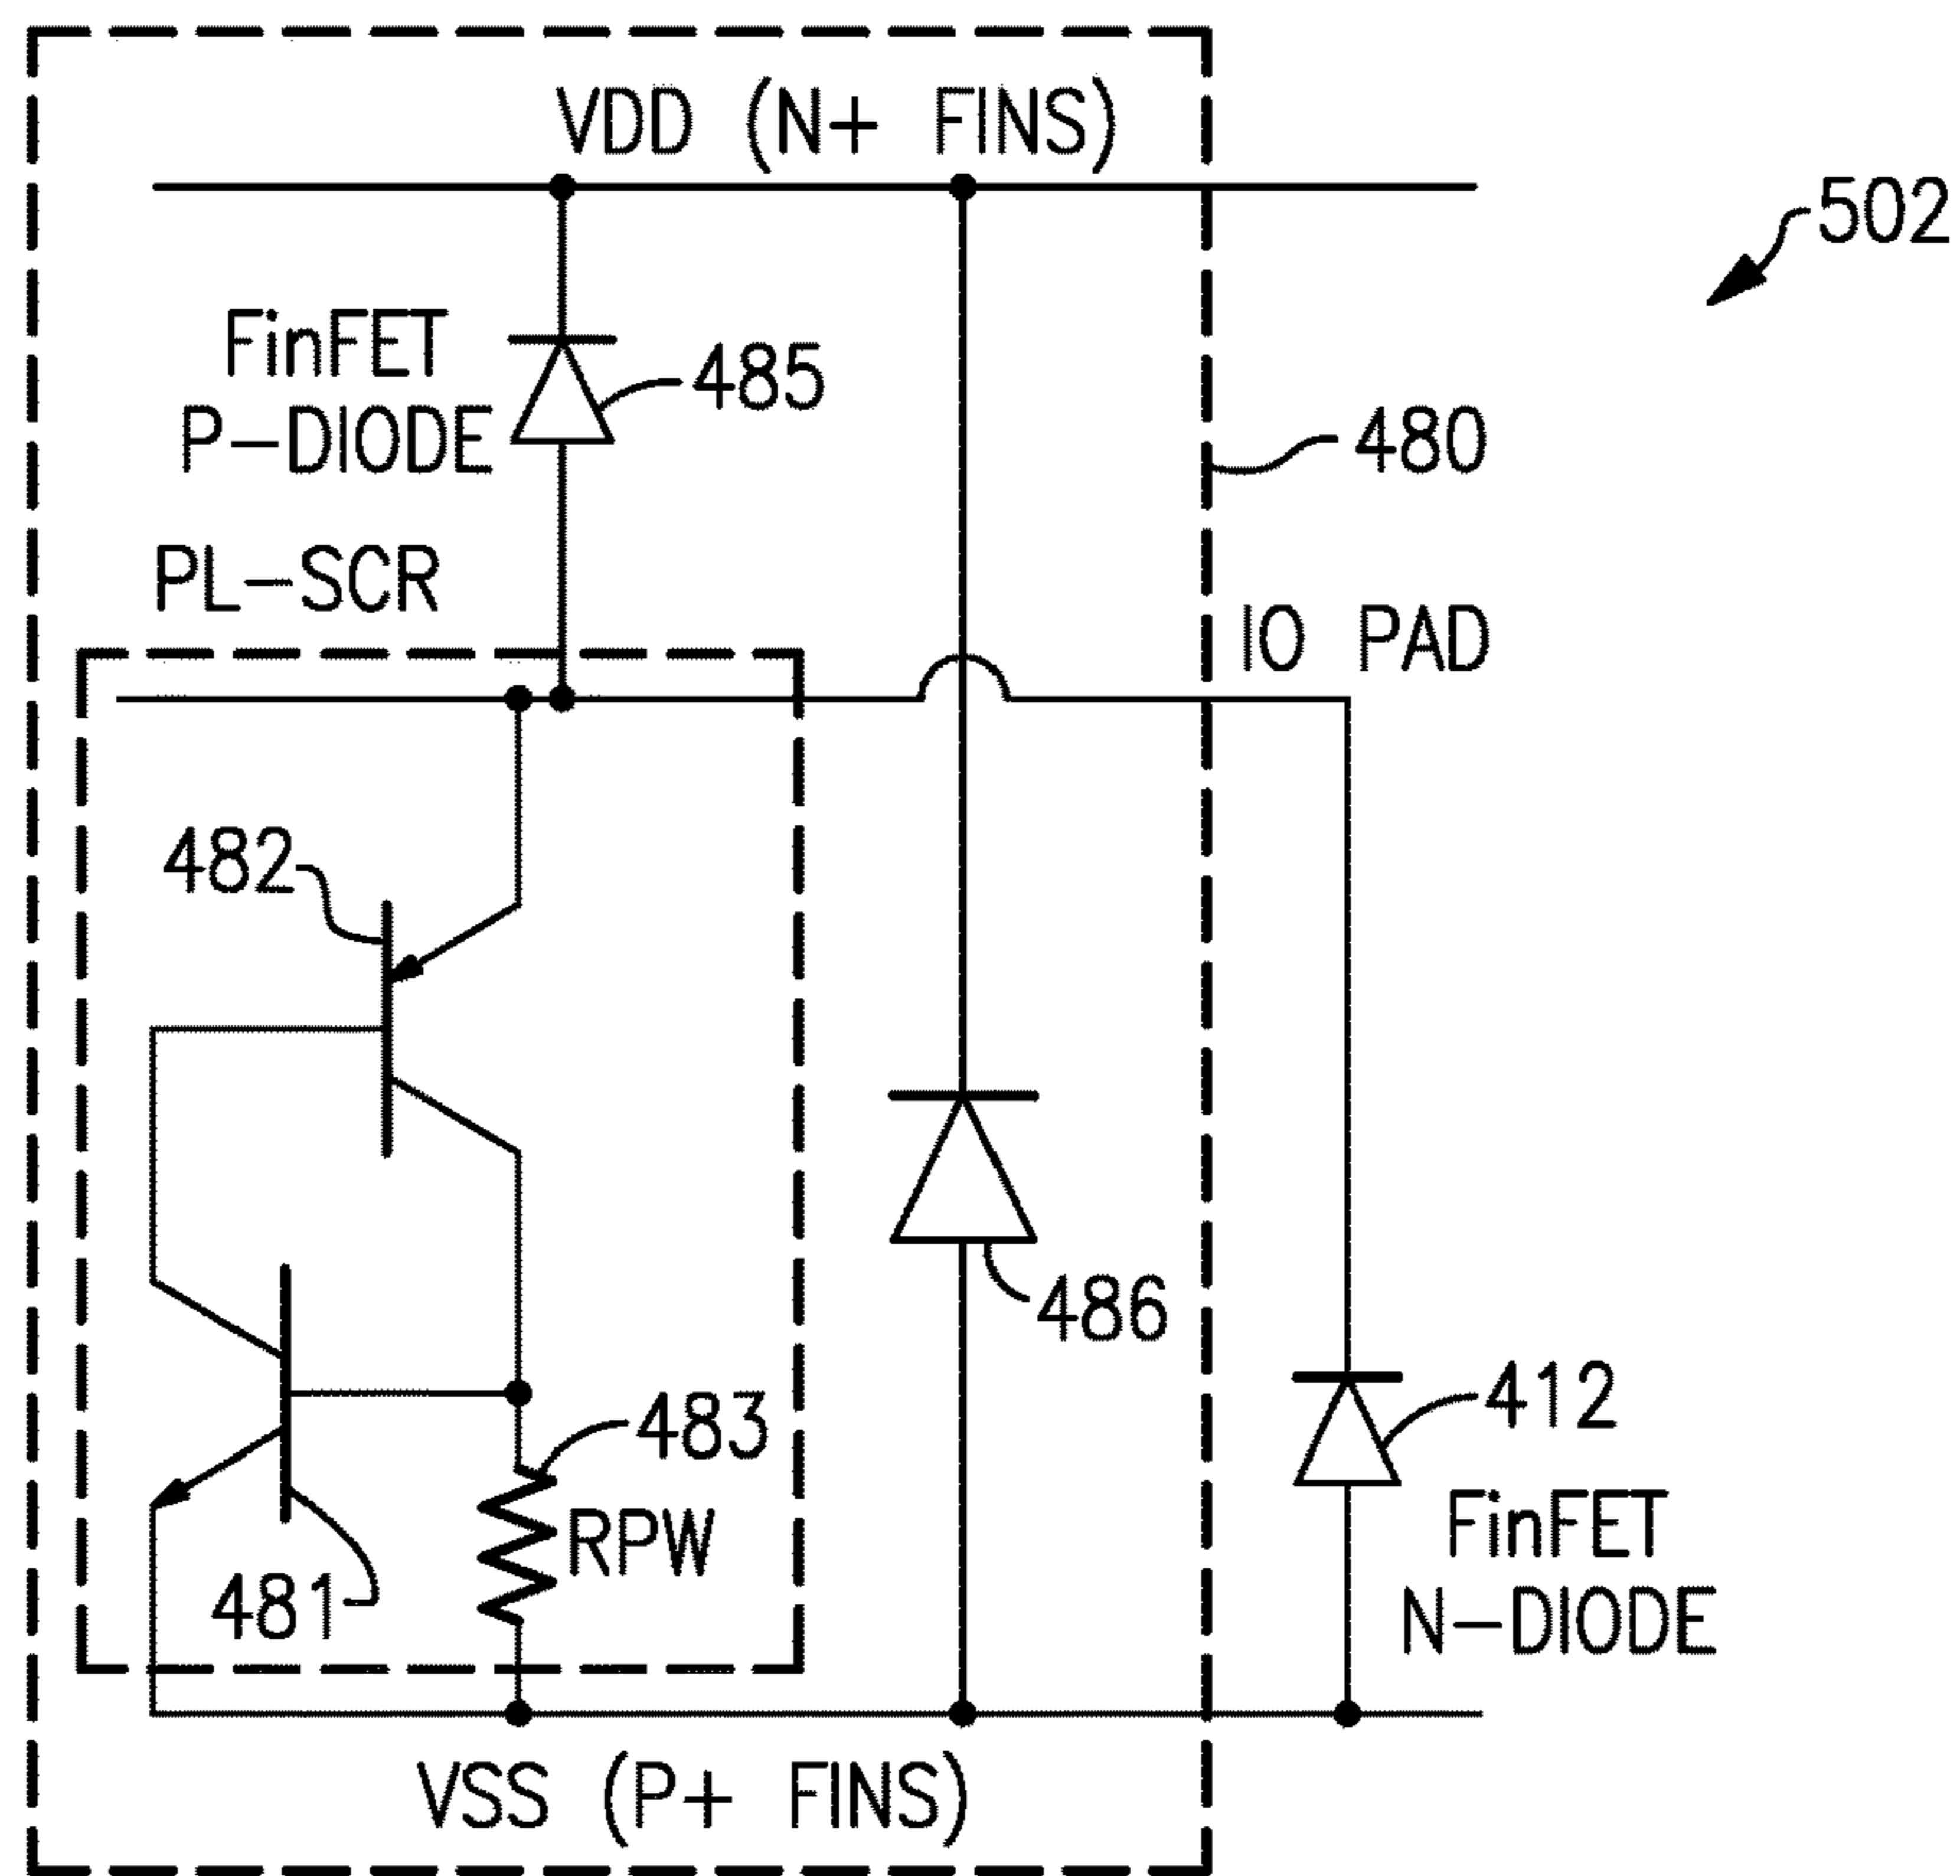 VDD (N+ FINS)
502
FinFET
P-DIODE
485
480
PL-SCR
IO PAD
482
486
412
483
RPW
FinFET
N-DIODE
481
VSS (P+ FINS)